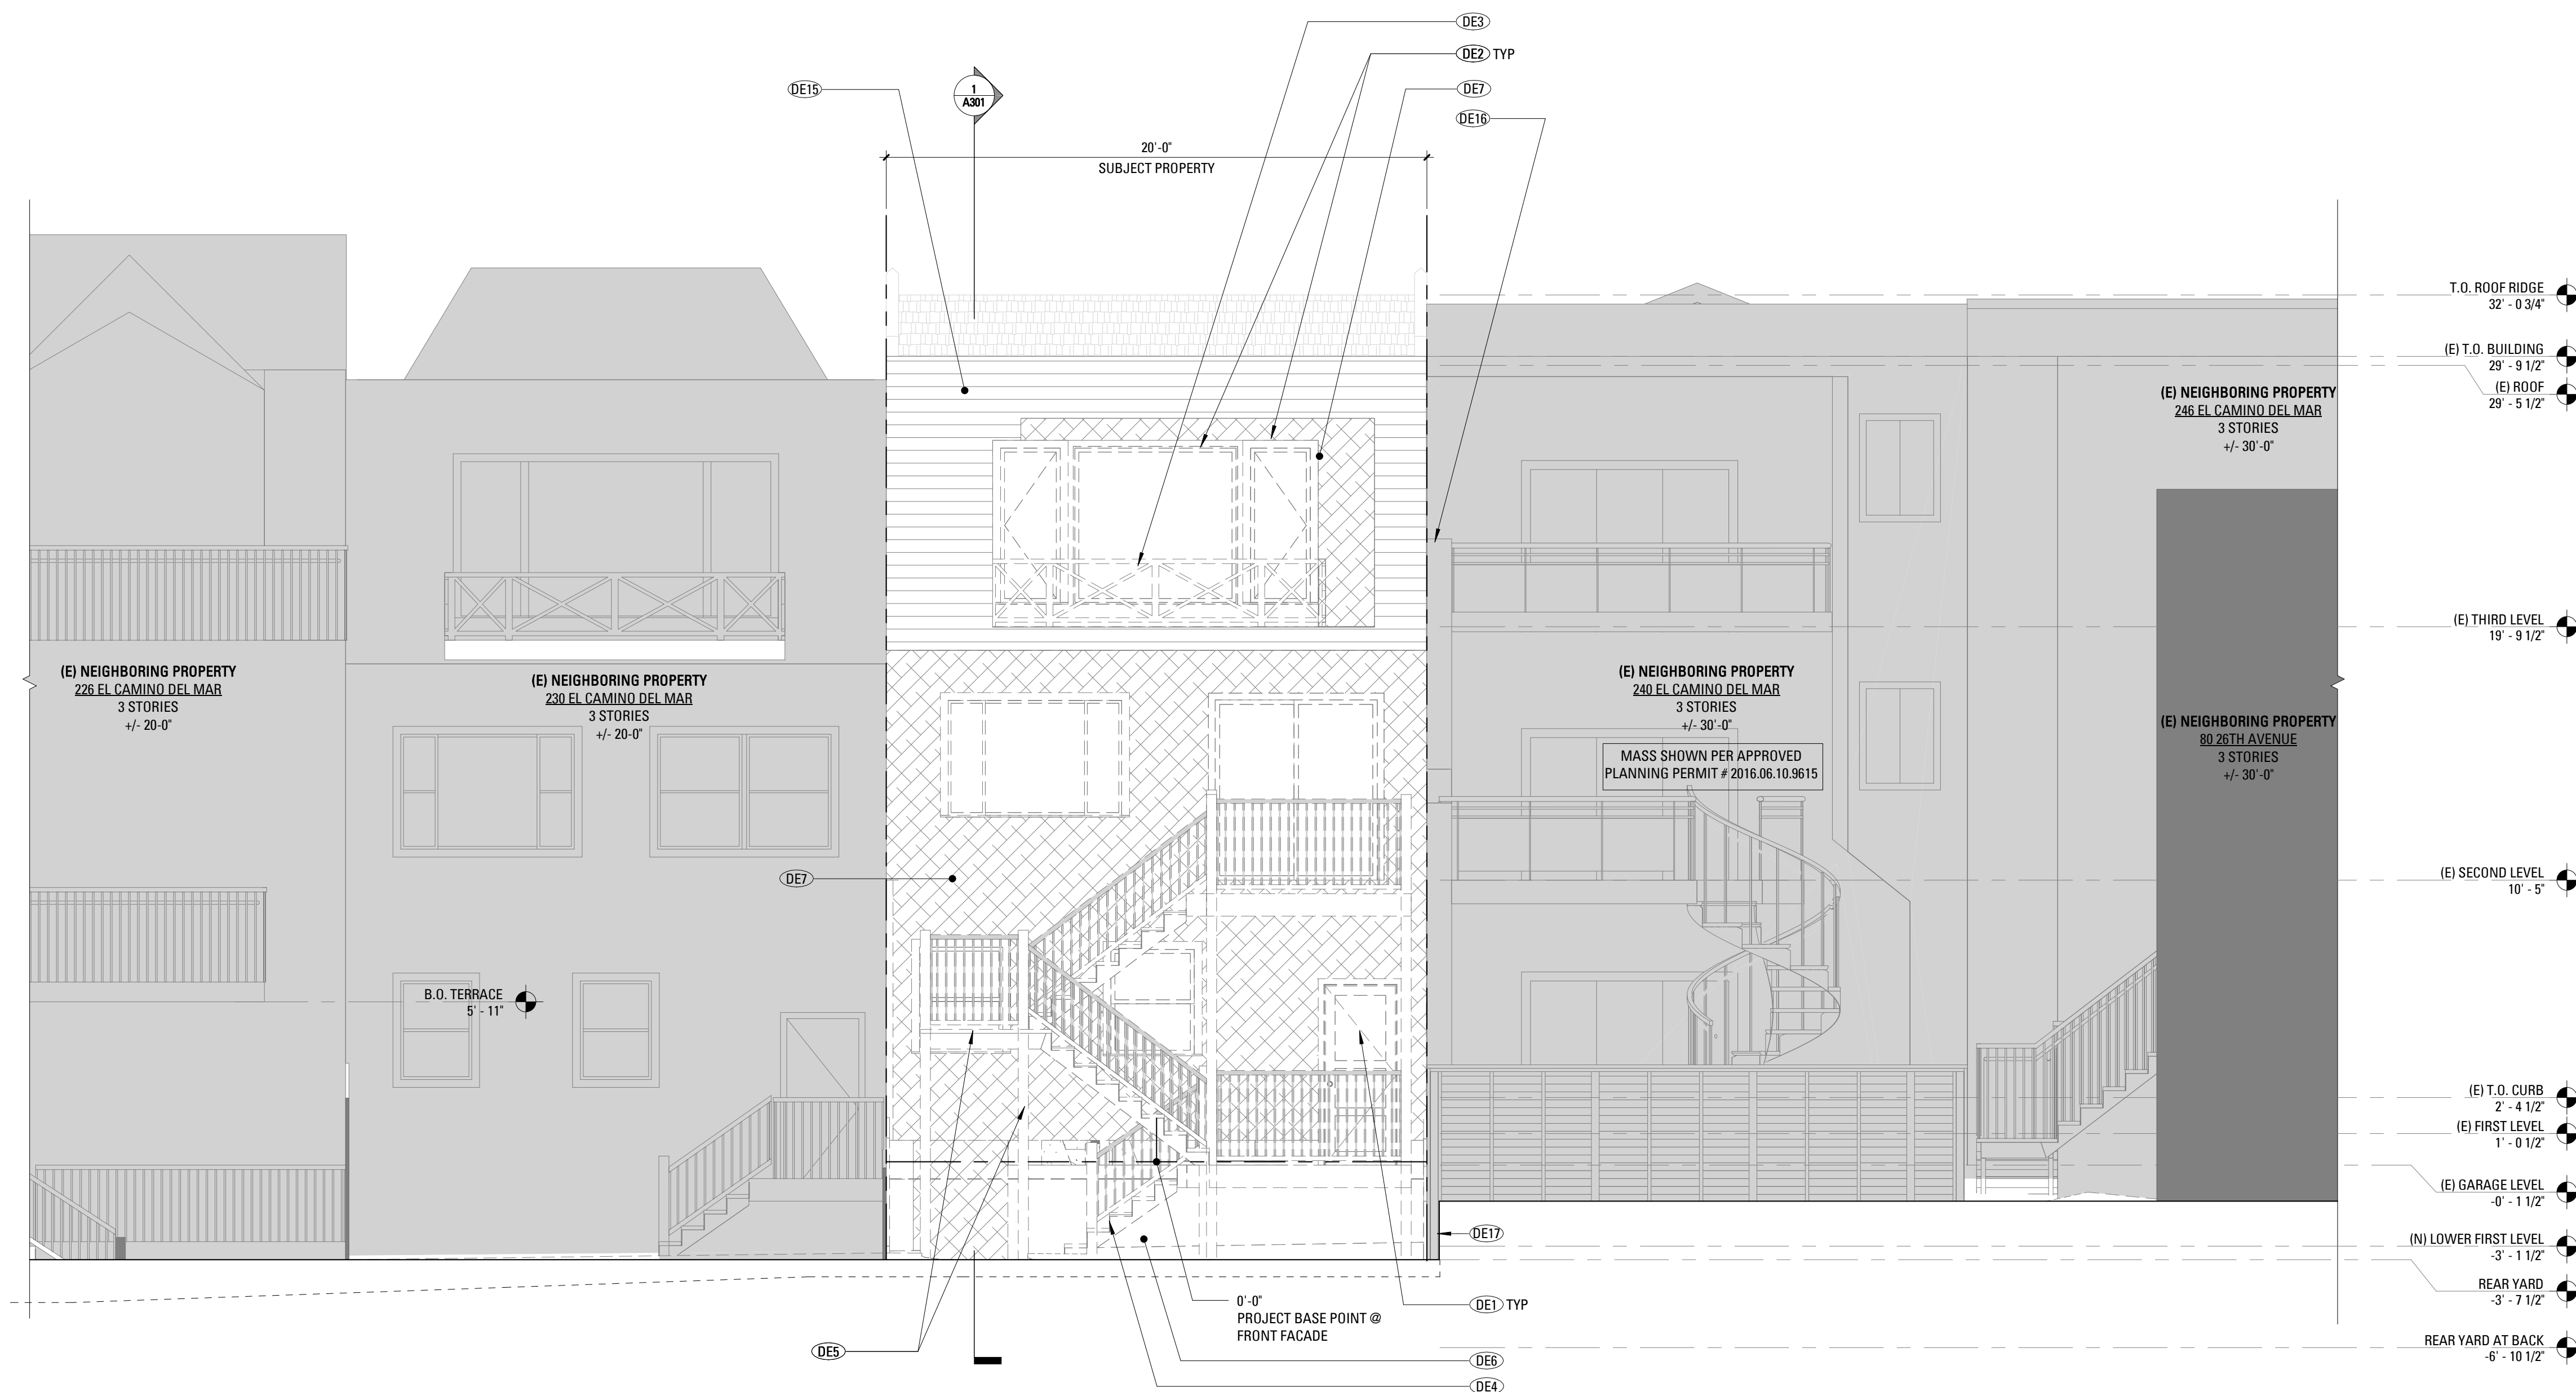 DE3
DE2 TYP
DE15
DE7
DE16
1
A301
20'-0"
SUBJECT PROPERTY
T.O. ROOF RIDGE
32' - 0 3/4"
(E) T.O. BUILDING
29' - 9 1/2"
(E) ROOF
29' - 5 1/2"
(E) NEIGHBORING PROPERTY
246 EL CAMINO DEL MAR
3 STORIES
+/- 30'-0"
(E) THIRD LEVEL
19' - 9 1/2"
(E) NEIGHBORING PROPERTY
226 EL CAMINO DEL MAR
3 STORIES
+/- 20-0"
(E) NEIGHBORING PROPERTY
230 EL CAMINO DEL MAR
3 STORIES
+/- 20-0"
(E) NEIGHBORING PROPERTY
240 EL CAMINO DEL MAR
3 STORIES
+/- 30'-0"
MASS SHOWN PER APPROVED
PLANNING PERMIT # 2016.06.10.9615
(E) NEIGHBORING PROPERTY
80 26TH AVENUE
3 STORIES
+/- 30'-0"
DE7
(E) SECOND LEVEL
10' - 5"
B.O. TERRACE
5' - 11"
(E) T.O. CURB
2' - 4 1/2"
(E) FIRST LEVEL
1' - 0 1/2"
(E) GARAGE LEVEL
-0' - 1 1/2"
DE17
(N) LOWER FIRST LEVEL
-3' - 1 1/2"
REAR YARD
-3' - 7 1/2"
0'-0"
PROJECT BASE POINT @
FRONT FACADE
DE1 TYP
REAR YARD AT BACK
-6' - 10 1/2"
DE5
DE6
DE4